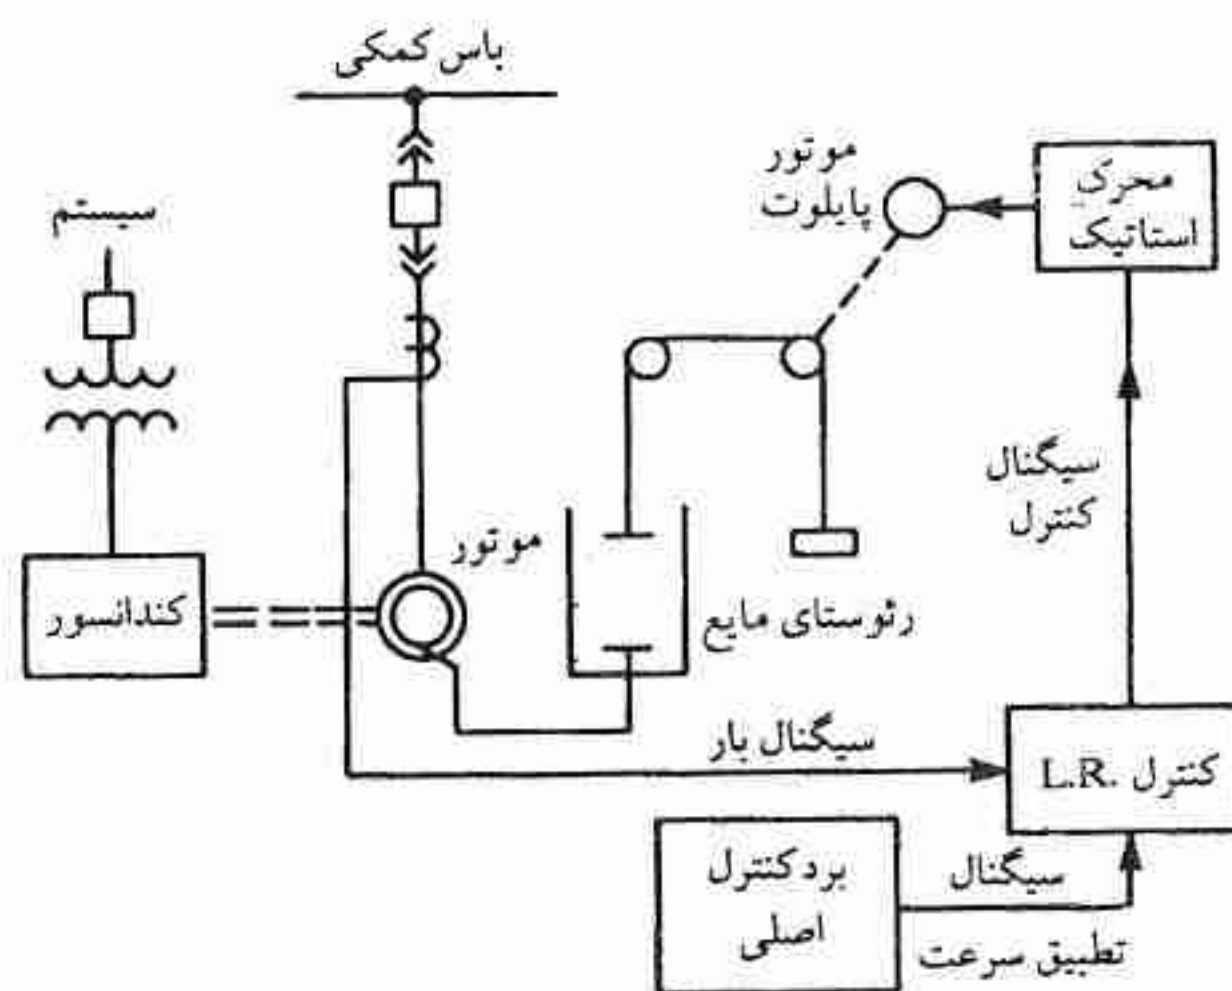 باس کمکی
موتور
پایلوت
محرک
استاتیک
سیستم
سیگنال
کنترل
موتور
کندانسور
رئوستای مایع
سیگنال بار
کنترل L.R.
برد کنترل
اصلی
سیگنال
تطبیق سرعت